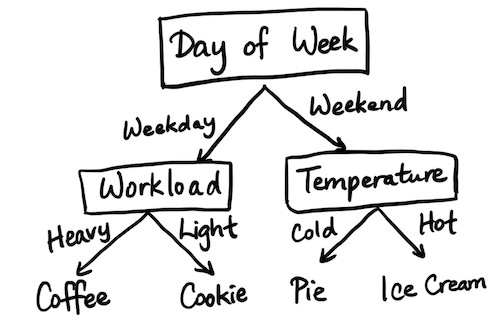 Day of Week
Weekday
Weekend
Workload
Temperature
Heavy
Light
Cold
Hot
Coffee
Cookie
Pie
Ice Cream